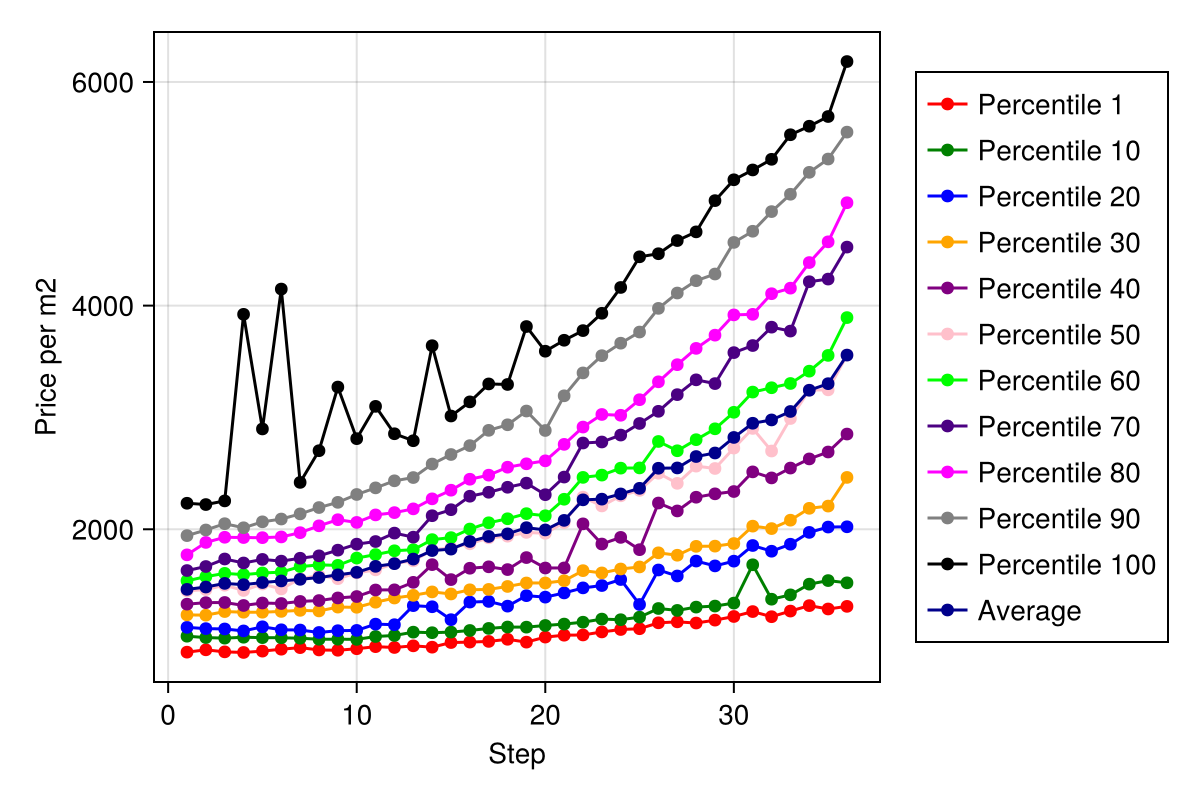 6000
4000
2000
Price per m2
0 10 20 30
Step
Percentile 1
Percentile 10
Percentile 20
Percentile 30
Percentile 40
Percentile 50
Percentile 60
Percentile 70
Percentile 80
Percentile 90
Percentile 100
Average